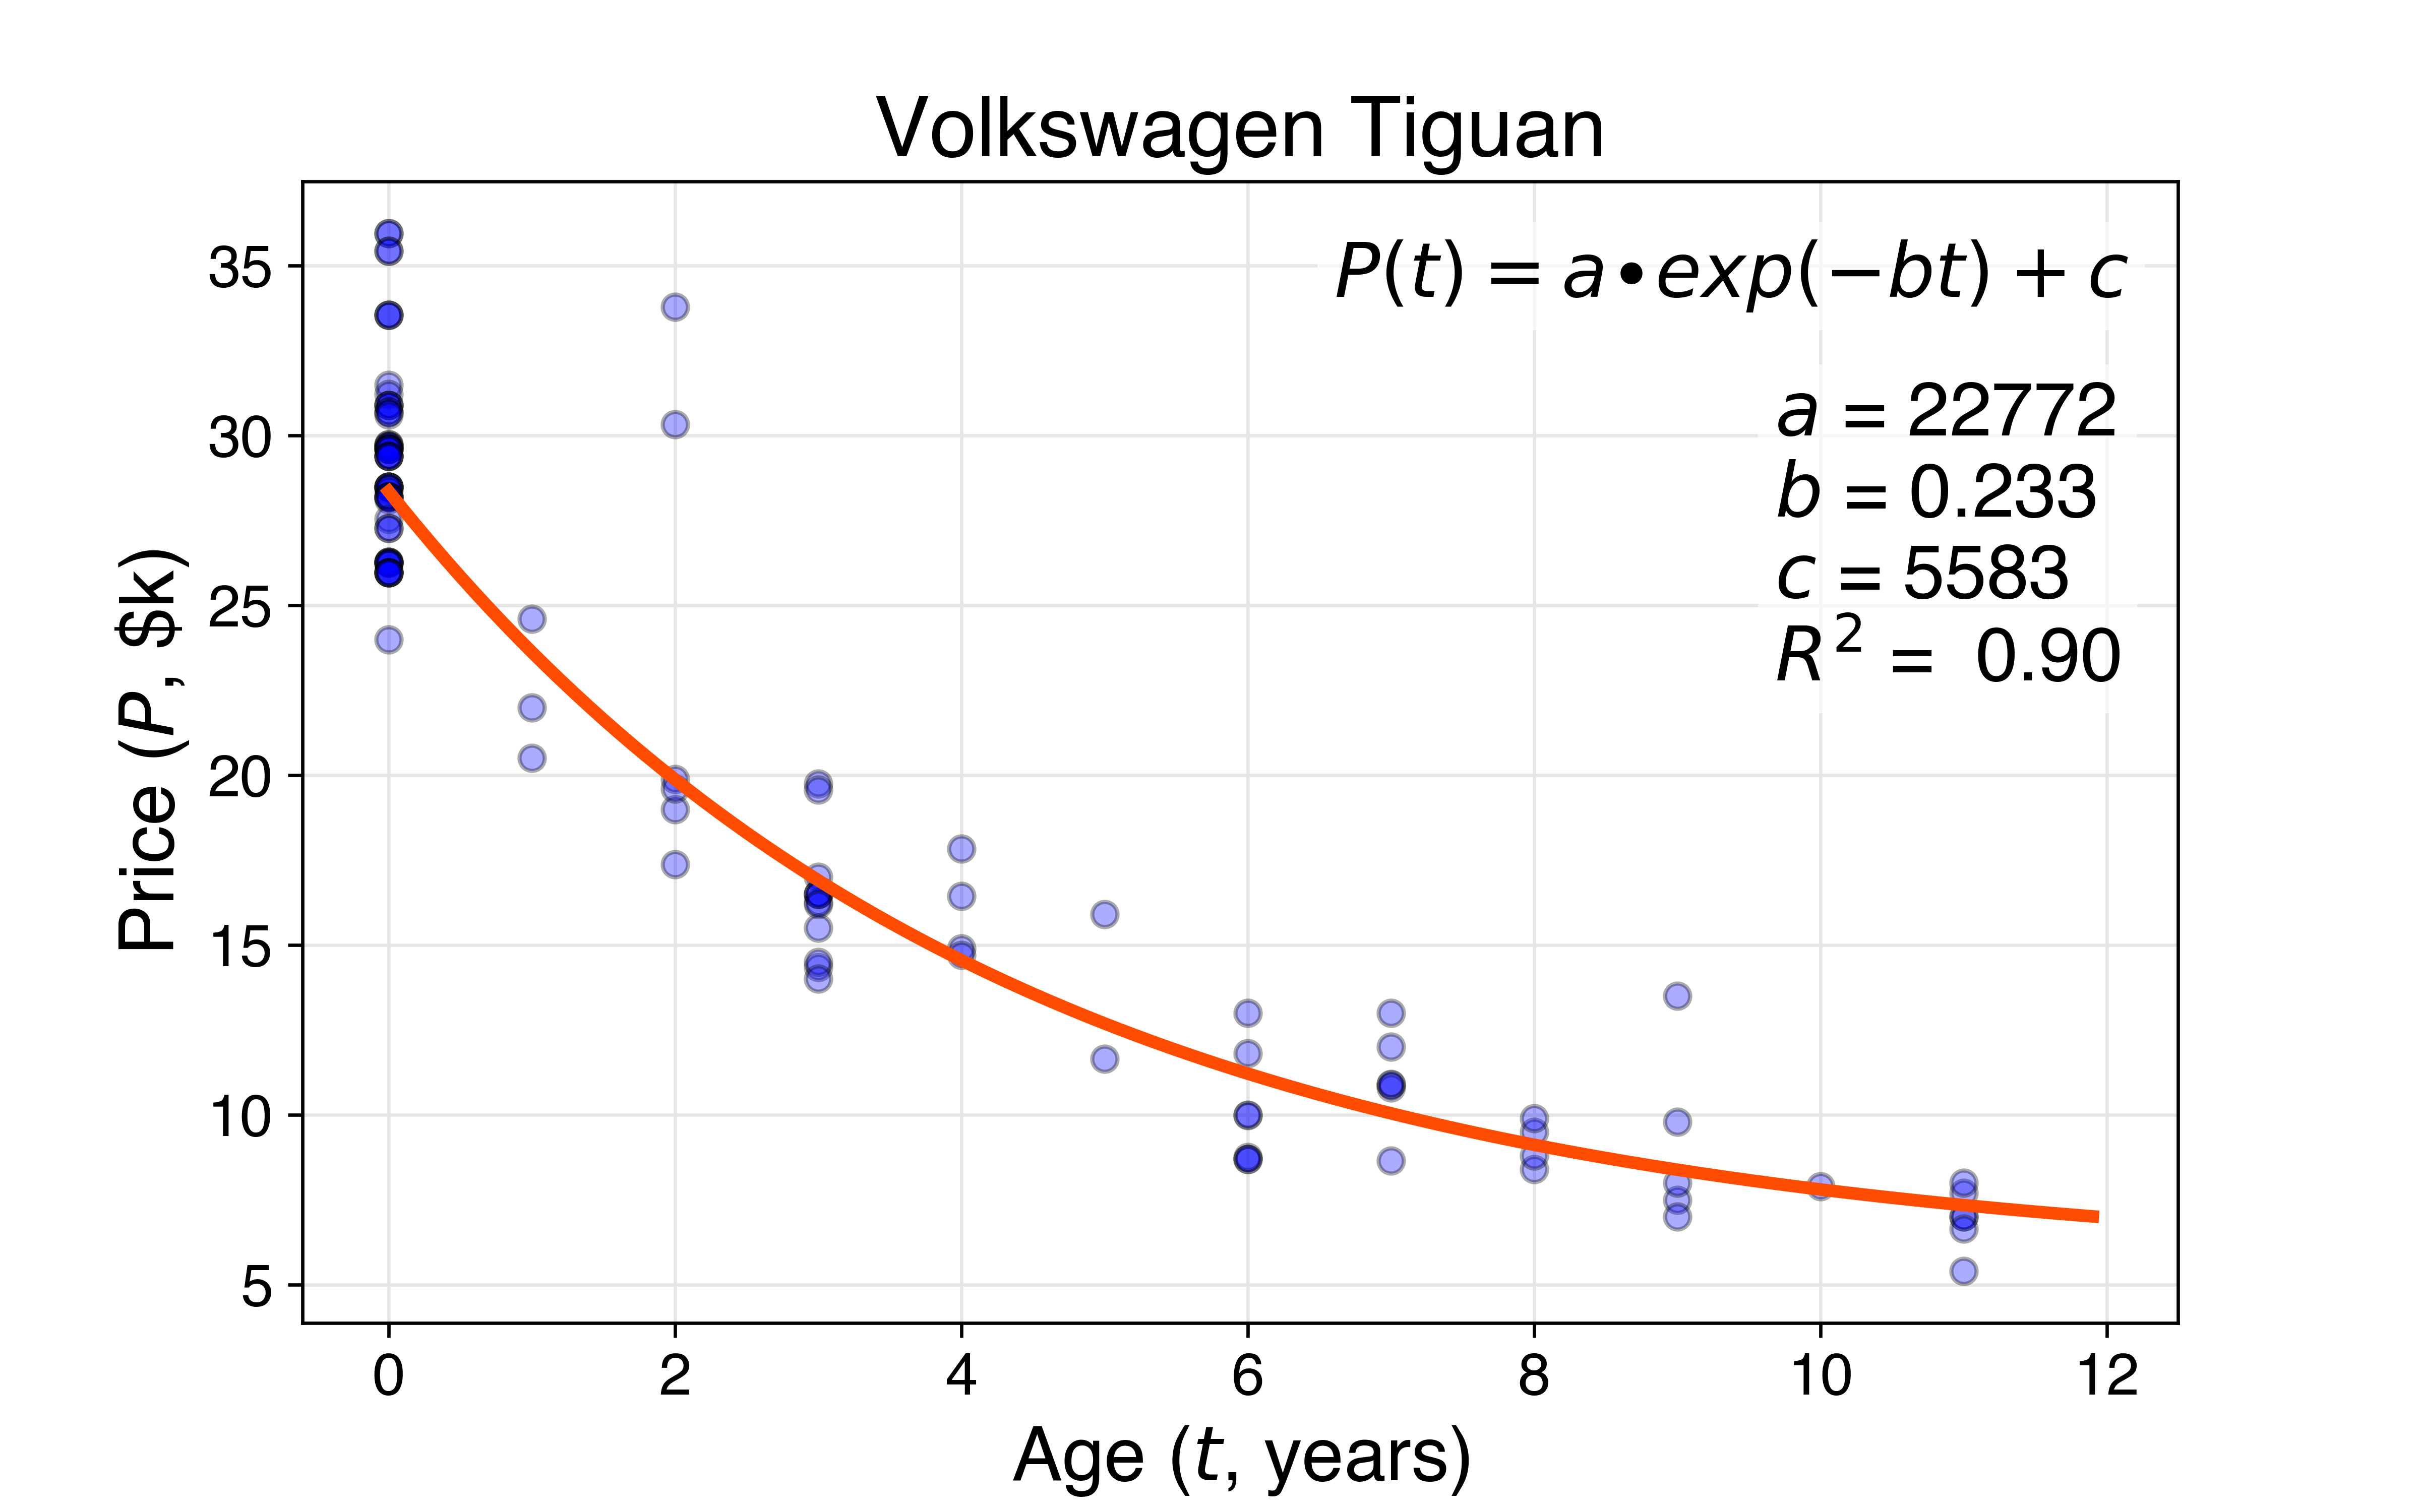 Volkswagen Tiguan
P(t) = a•exp(−bt) + c
a = 22772
b = 0.233
c = 5583
R² = 0.90
Price (P, $k)
35
30
25
20
15
10
5
0 2 4 6 8 10 12
Age (t, years)